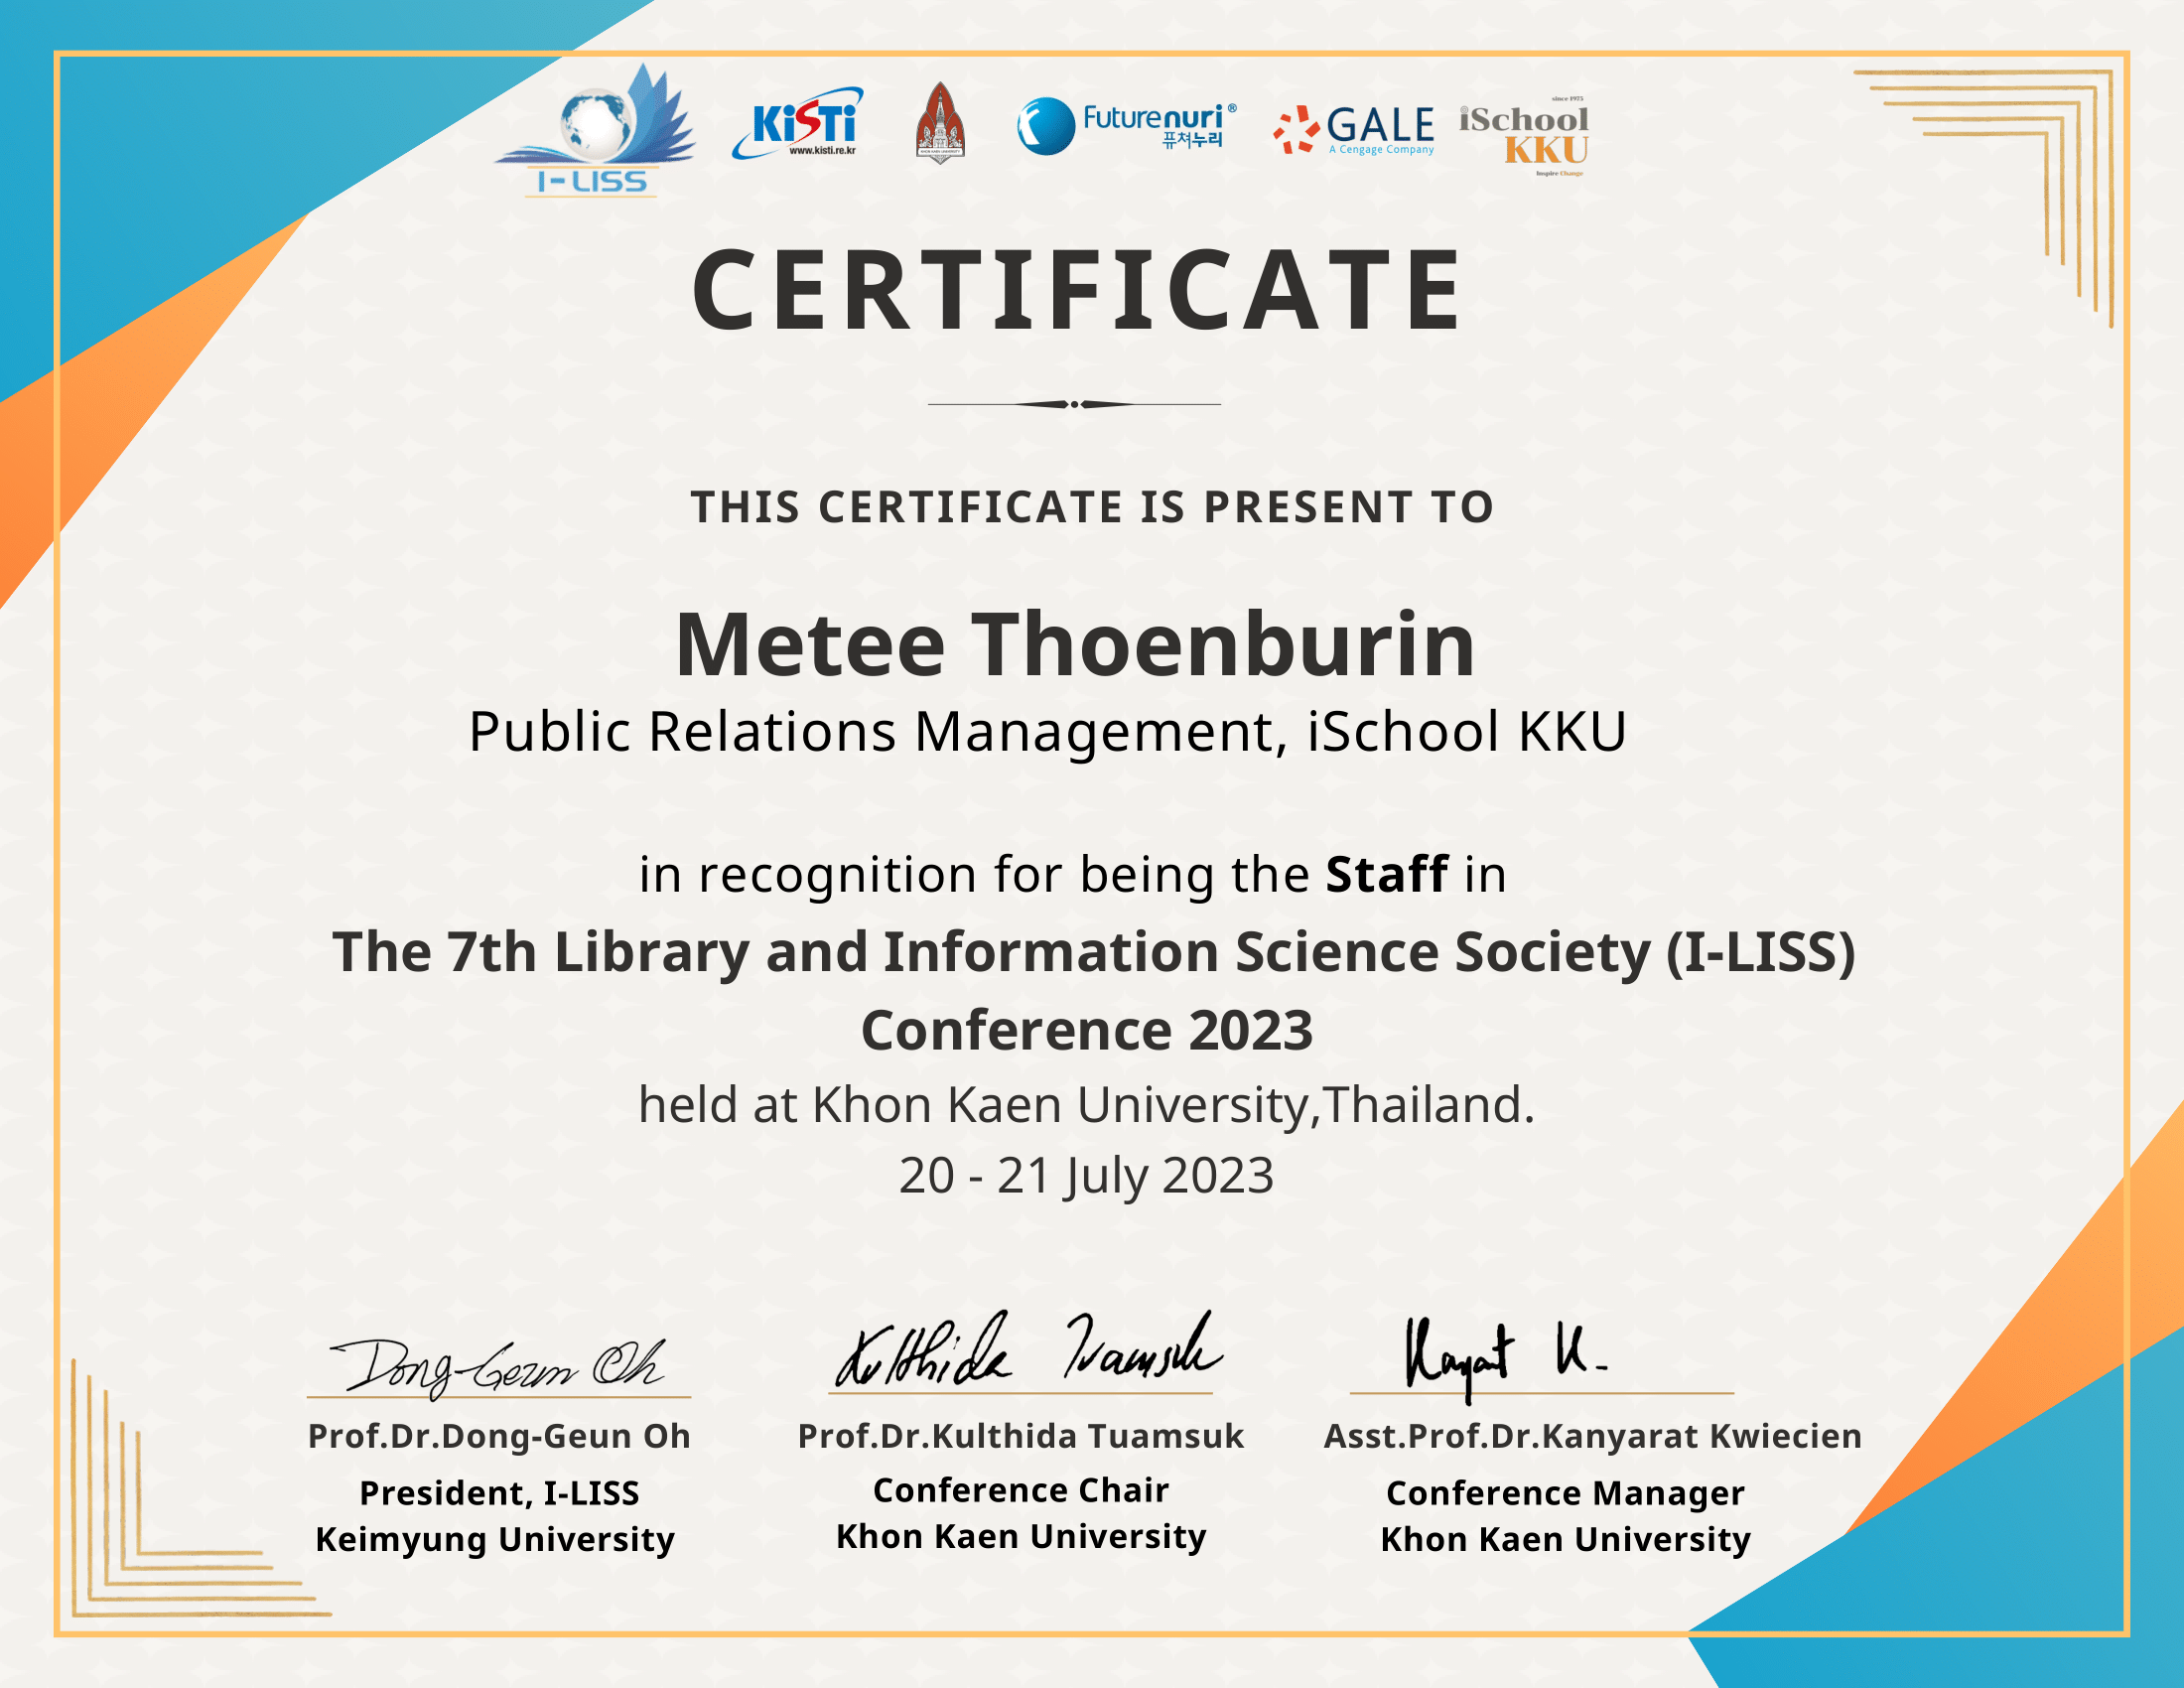 I-LISS
KiSTi
www.kisti.re.kr
KHON KAEN UNIVERSITY
Futurenuri®
퓨쳐누리
GALE
A Cengage Company
since 1975
iSchool
KKU
Inspire Change
CERTIFICATE
THIS CERTIFICATE IS PRESENT TO
Metee Thoenburin
Public Relations Management, iSchool KKU
in recognition for being the Staff in
The 7th Library and Information Science Society (I-LISS)
Conference 2023
held at Khon Kaen University,Thailand.
20 - 21 July 2023
Dong-Geun Oh
Kulthida Tuamsuk
Kanyarat K.
Prof.Dr.Dong-Geun Oh
President, I-LISS
Keimyung University
Prof.Dr.Kulthida Tuamsuk
Conference Chair
Khon Kaen University
Asst.Prof.Dr.Kanyarat Kwiecien
Conference Manager
Khon Kaen University